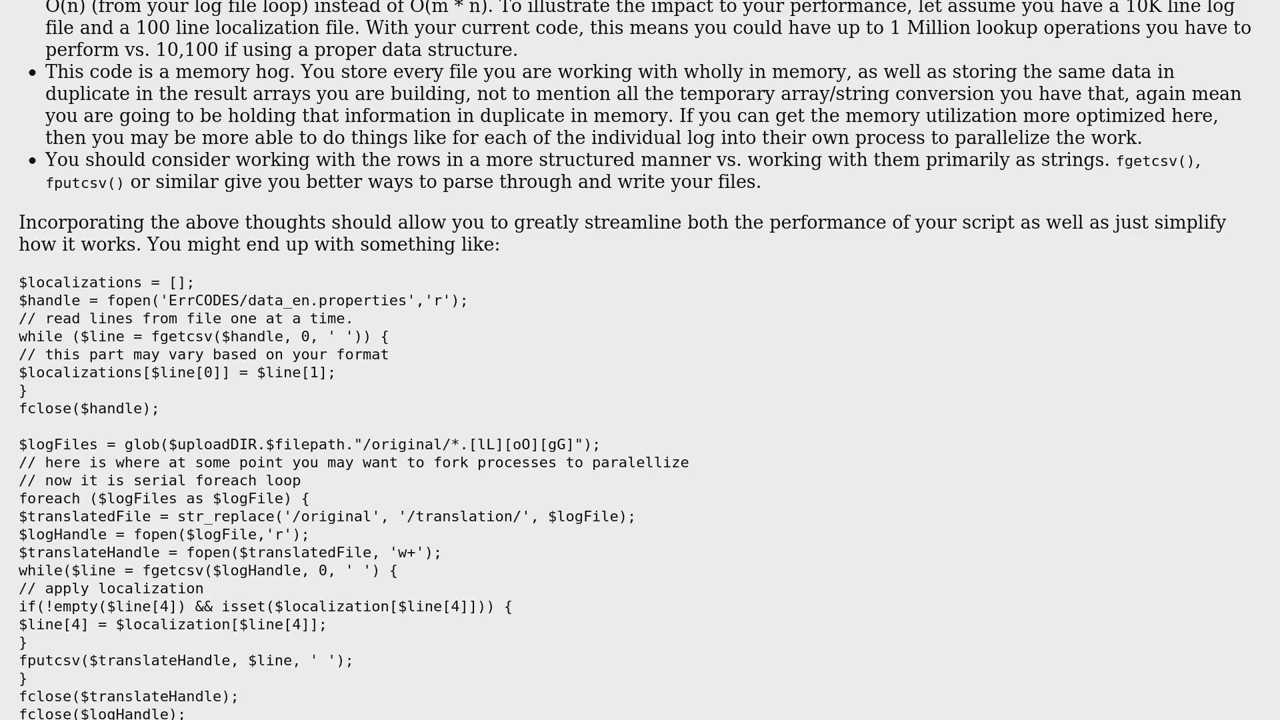 O(n) (from your log file loop) instead of O(m * n). To illustrate the impact to your performance, let assume you have a 10K line log
file and a 100 line localization file. With your current code, this means you could have up to 1 Million lookup operations you have to
perform vs. 10,100 if using a proper data structure.
• This code is a memory hog. You store every file you are working with wholly in memory, as well as storing the same data in
duplicate in the result arrays you are building, not to mention all the temporary array/string conversion you have that, again mean
you are going to be holding that information in duplicate in memory. If you can get the memory utilization more optimized here,
then you may be more able to do things like for each of the individual log into their own process to parallelize the work.
• You should consider working with the rows in a more structured manner vs. working with them primarily as strings. fgetcsv(),
fputcsv() or similar give you better ways to parse through and write your files.
Incorporating the above thoughts should allow you to greatly streamline both the performance of your script as well as just simplify
how it works. You might end up with something like:
$localizations = [];
$handle = fopen('ErrCODES/data_en.properties','r');
// read lines from file one at a time.
while ($line = fgetcsv($handle, 0, ' ')) {
// this part may vary based on your format
$localizations[$line[0]] = $line[1];
}
fclose($handle);
$logFiles = glob($uploadDIR.$filepath."/original/*.[lL][oO][gG]");
// here is where at some point you may want to fork processes to paralellize
// now it is serial foreach loop
foreach ($logFiles as $logFile) {
$translatedFile = str_replace('/original', '/translation/', $logFile);
$logHandle = fopen($logFile,'r');
$translateHandle = fopen($translatedFile, 'w+');
while($line = fgetcsv($logHandle, 0, ' ') {
// apply localization
if(!empty($line[4]) && isset($localization[$line[4]])) {
$line[4] = $localization[$line[4]];
}
fputcsv($translateHandle, $line, ' ');
}
fclose($translateHandle);
fclose($logHandle);